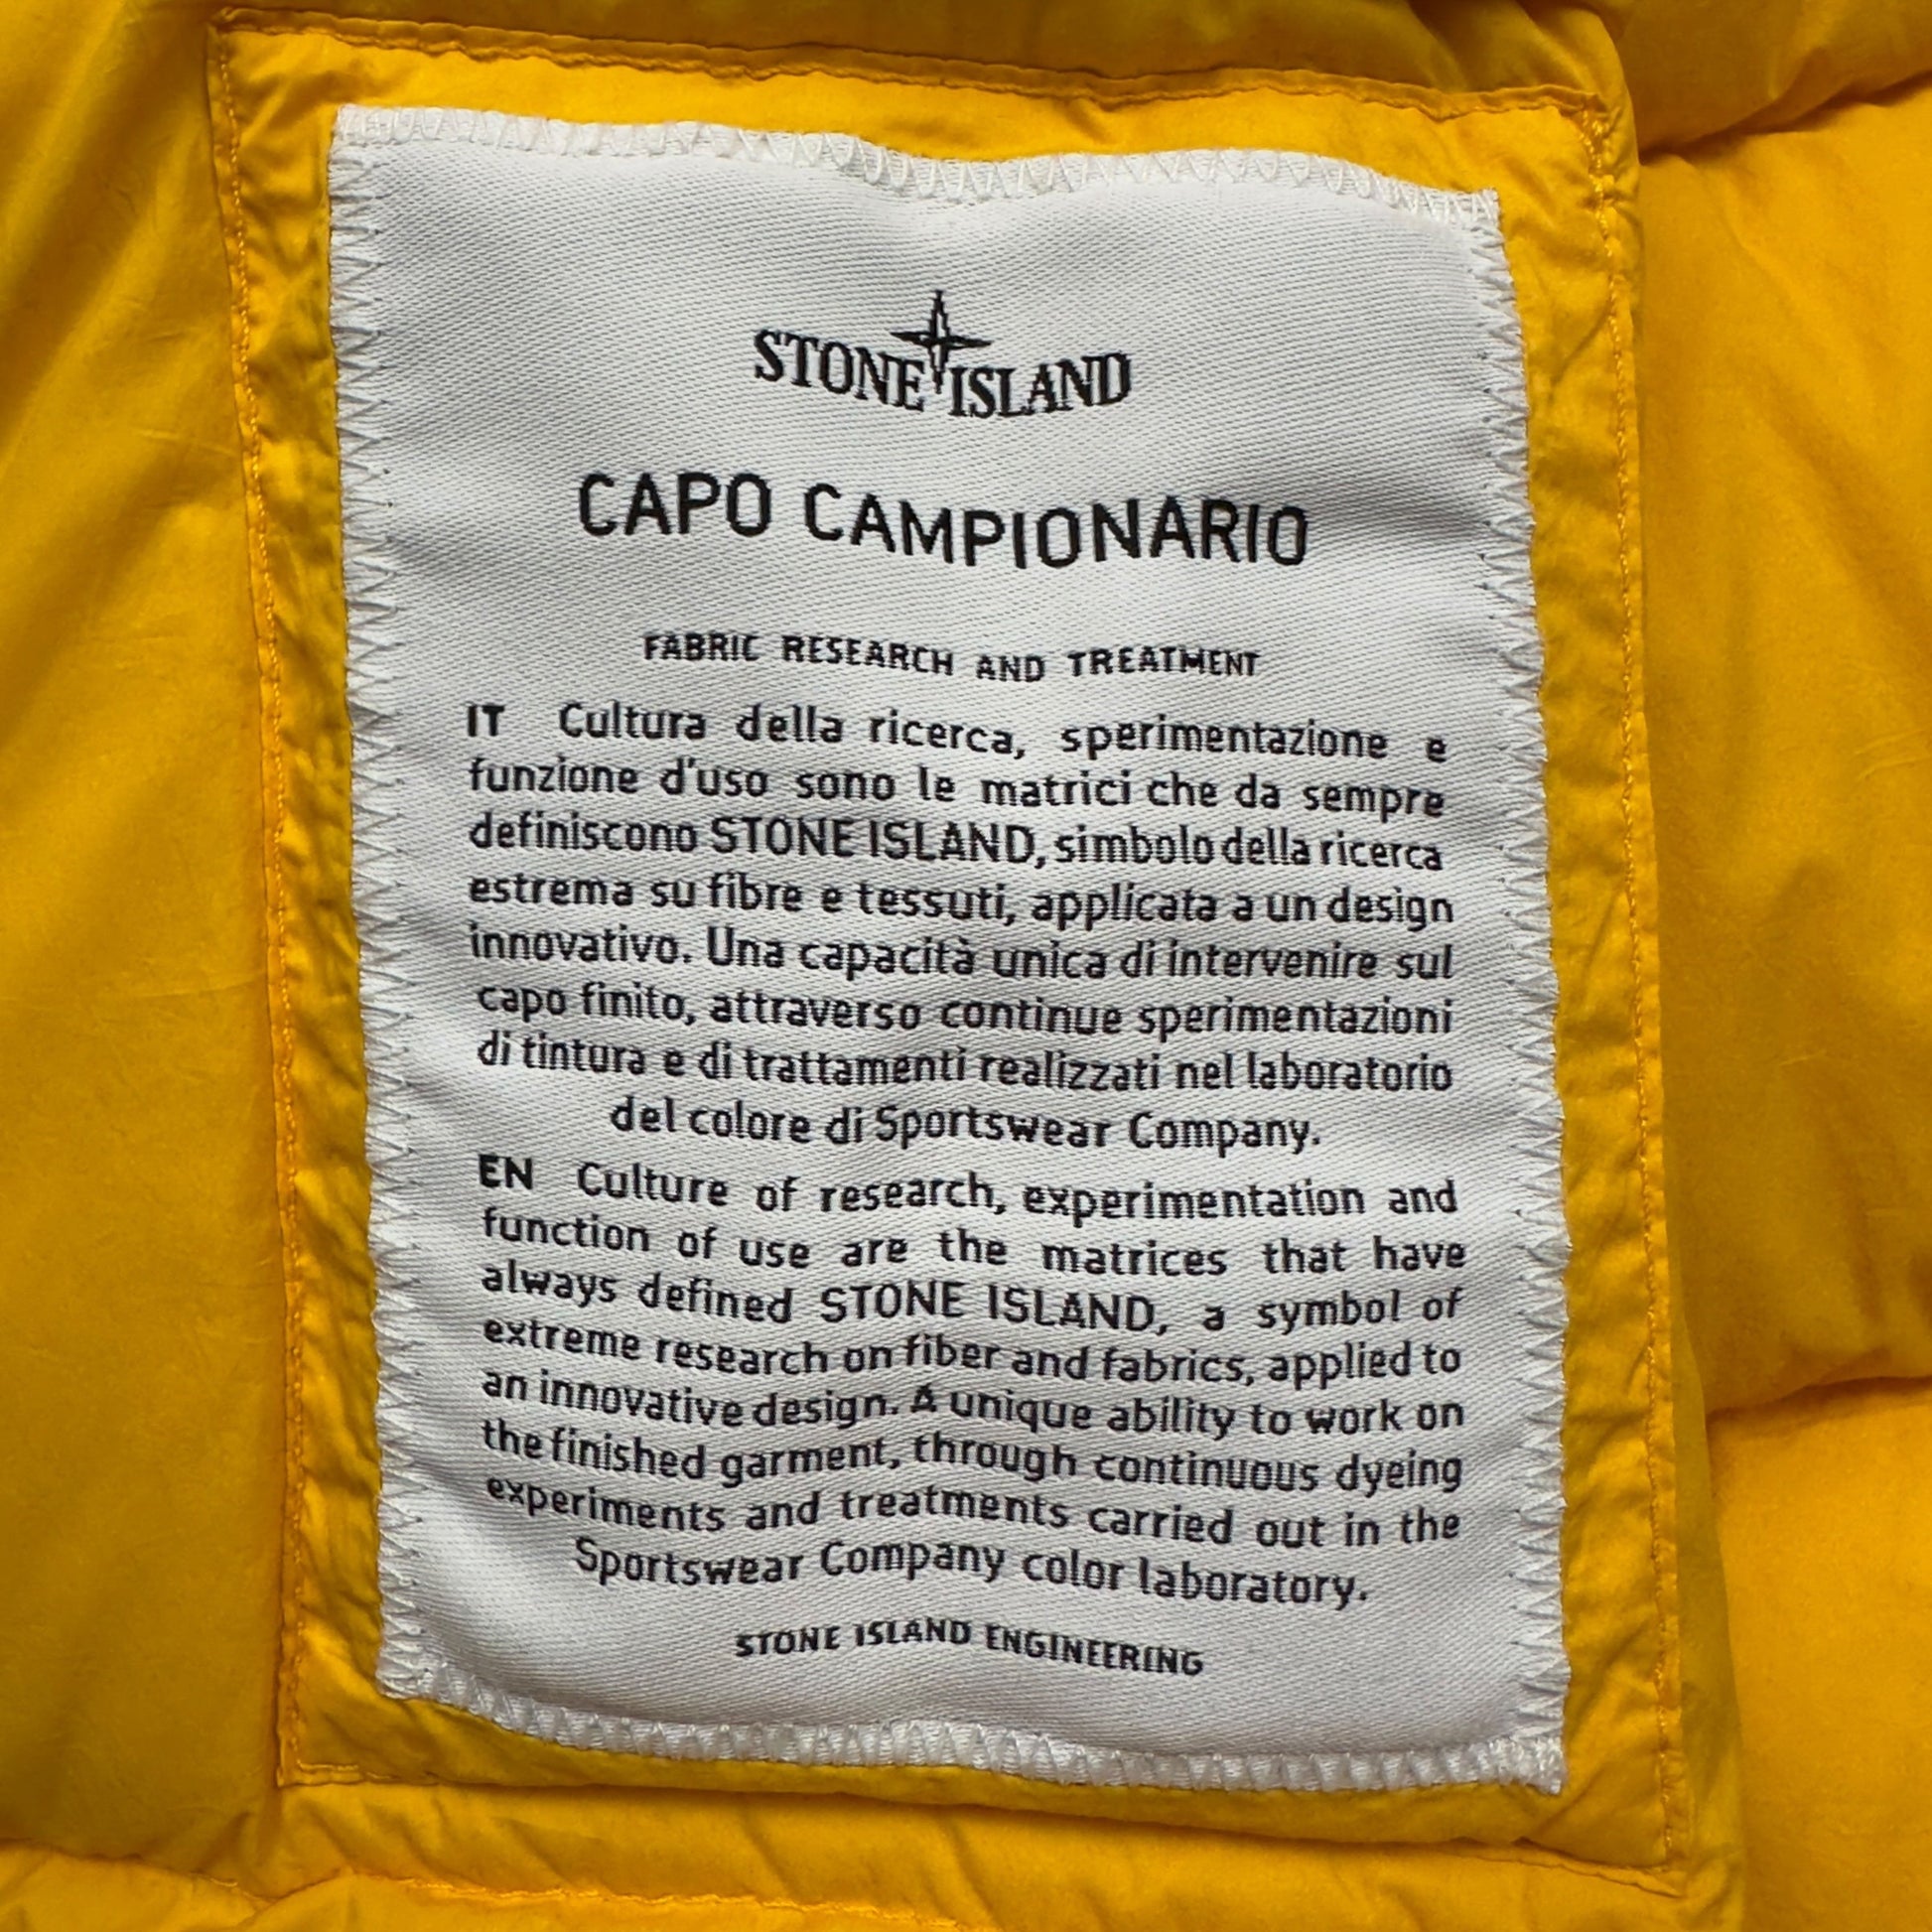 STONE ISLAND
CAPO CAMPIONARIO
FABRIC RESEARCH AND TREATMENT
IT Cultura della ricerca, sperimentazione e
funzione d'uso sono le matrici che da sempre
definiscono STONE ISLAND, simbolo della ricerca
estrema su fibre e tessuti, applicata a un design
innovativo. Una capacità unica di intervenire sul
capo finito, attraverso continue sperimentazioni
di tintura e di trattamenti realizzati nel laboratorio
del colore di Sportswear Company.
EN Culture of research, experimentation and
function of use are the matrices that have
always defined STONE ISLAND, a symbol of
extreme research on fiber and fabrics, applied to
an innovative design. A unique ability to work on
the finished garment, through continuous dyeing
experiments and treatments carried out in the
Sportswear Company color laboratory.
STONE ISLAND ENGINEERING